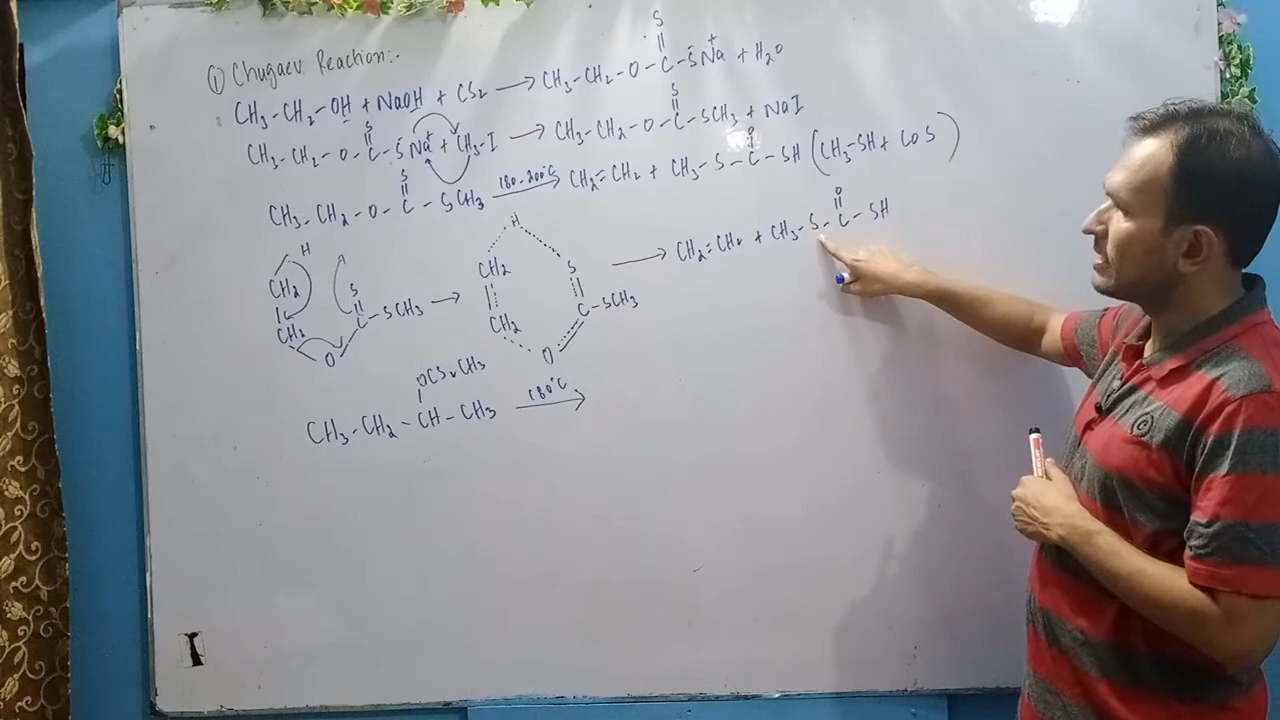 ① Chugaev Reaction:-
CH3-CH2-OH + NaOH + CS2 → CH3-CH2-O-C(=S)-S⁻Na⁺ + H2O
CH3-CH2-O-C(=S)-S⁻Na⁺ + CH3-I → CH3-CH2-O-C(=S)-SCH3 + NaI
CH3-CH2-O-C(=S)-SCH3 180-200°C → CH2=CH2 + CH3-S-C(=O)-SH (CH3-SH + COS)
H CH2 CH2 O C S -SCH3 → H CH2 CH2 O C S -SCH3 → CH2=CH2 + CH3-S-C(=O)-SH
OCS2CH3
CH3-CH2-CH-CH3 180°C →
I